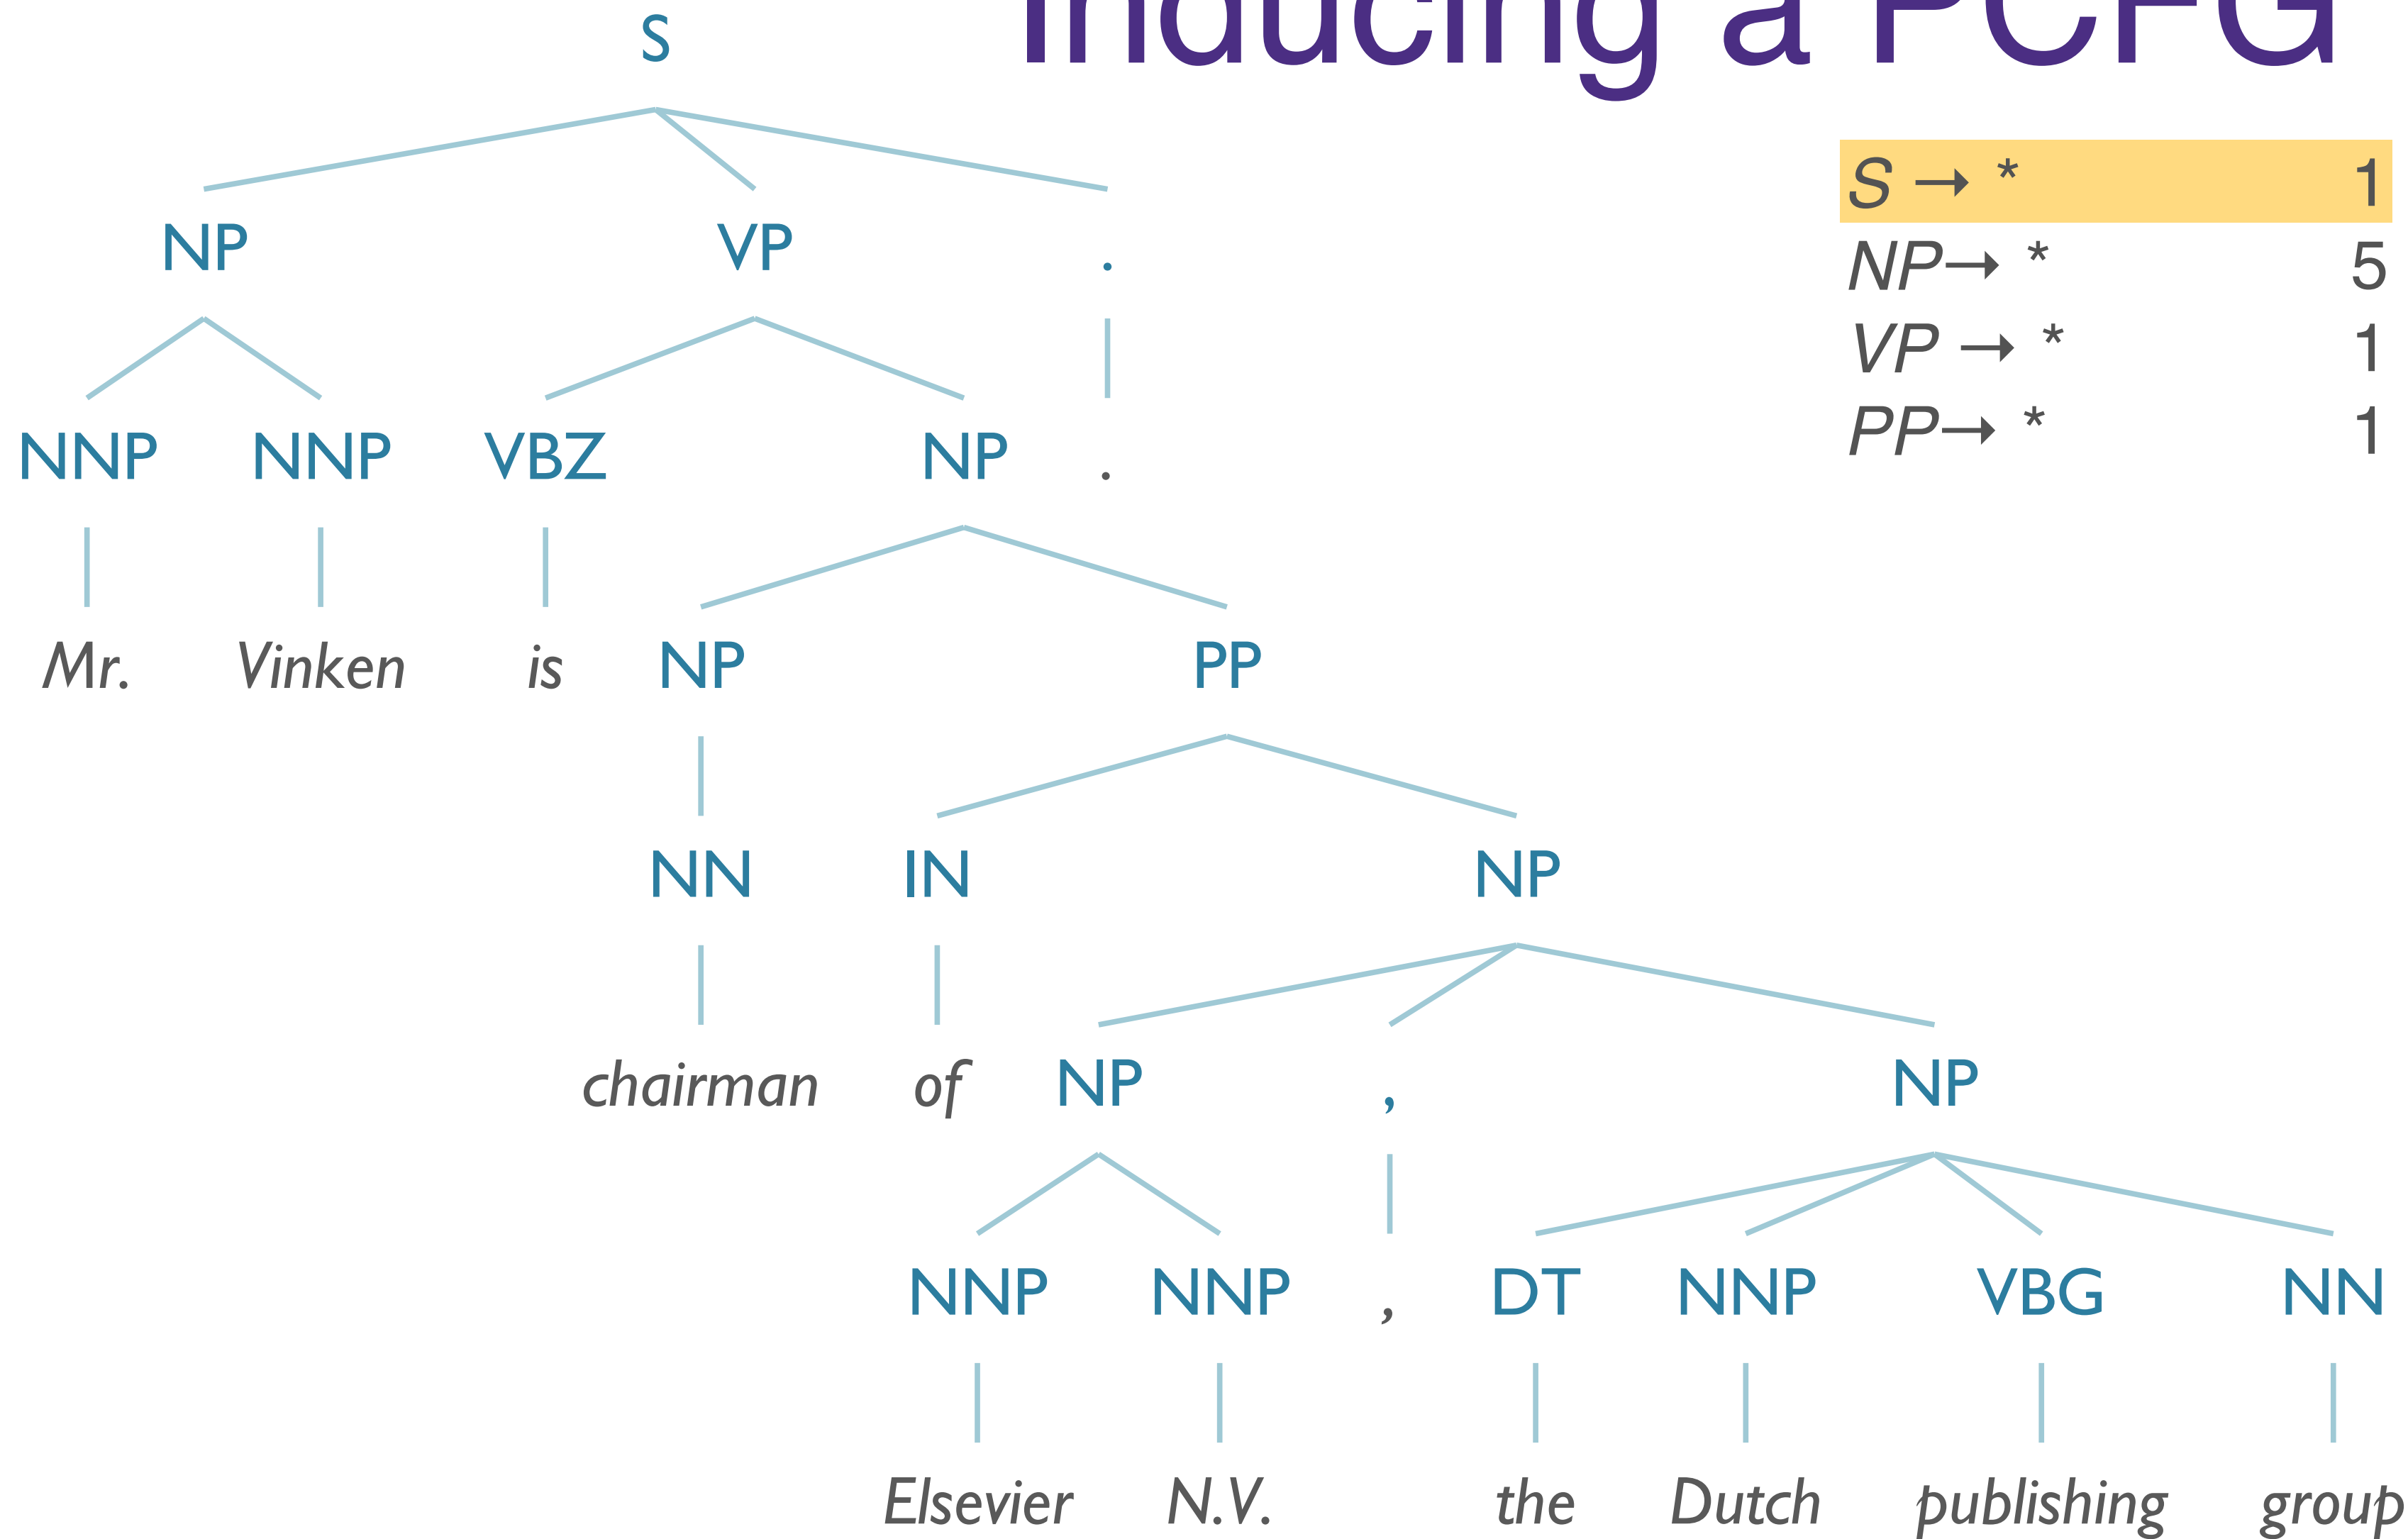 Inducing a PCFG
S
S → * 1
NP → * 5
VP → * 1
PP → * 1
NP VP .
NNP NNP VBZ NP .
Mr. Vinken is NP PP
NN IN NP
chairman of NP , NP
NNP NNP , DT NNP VBG NN
Elsevier N.V. the Dutch publishing group